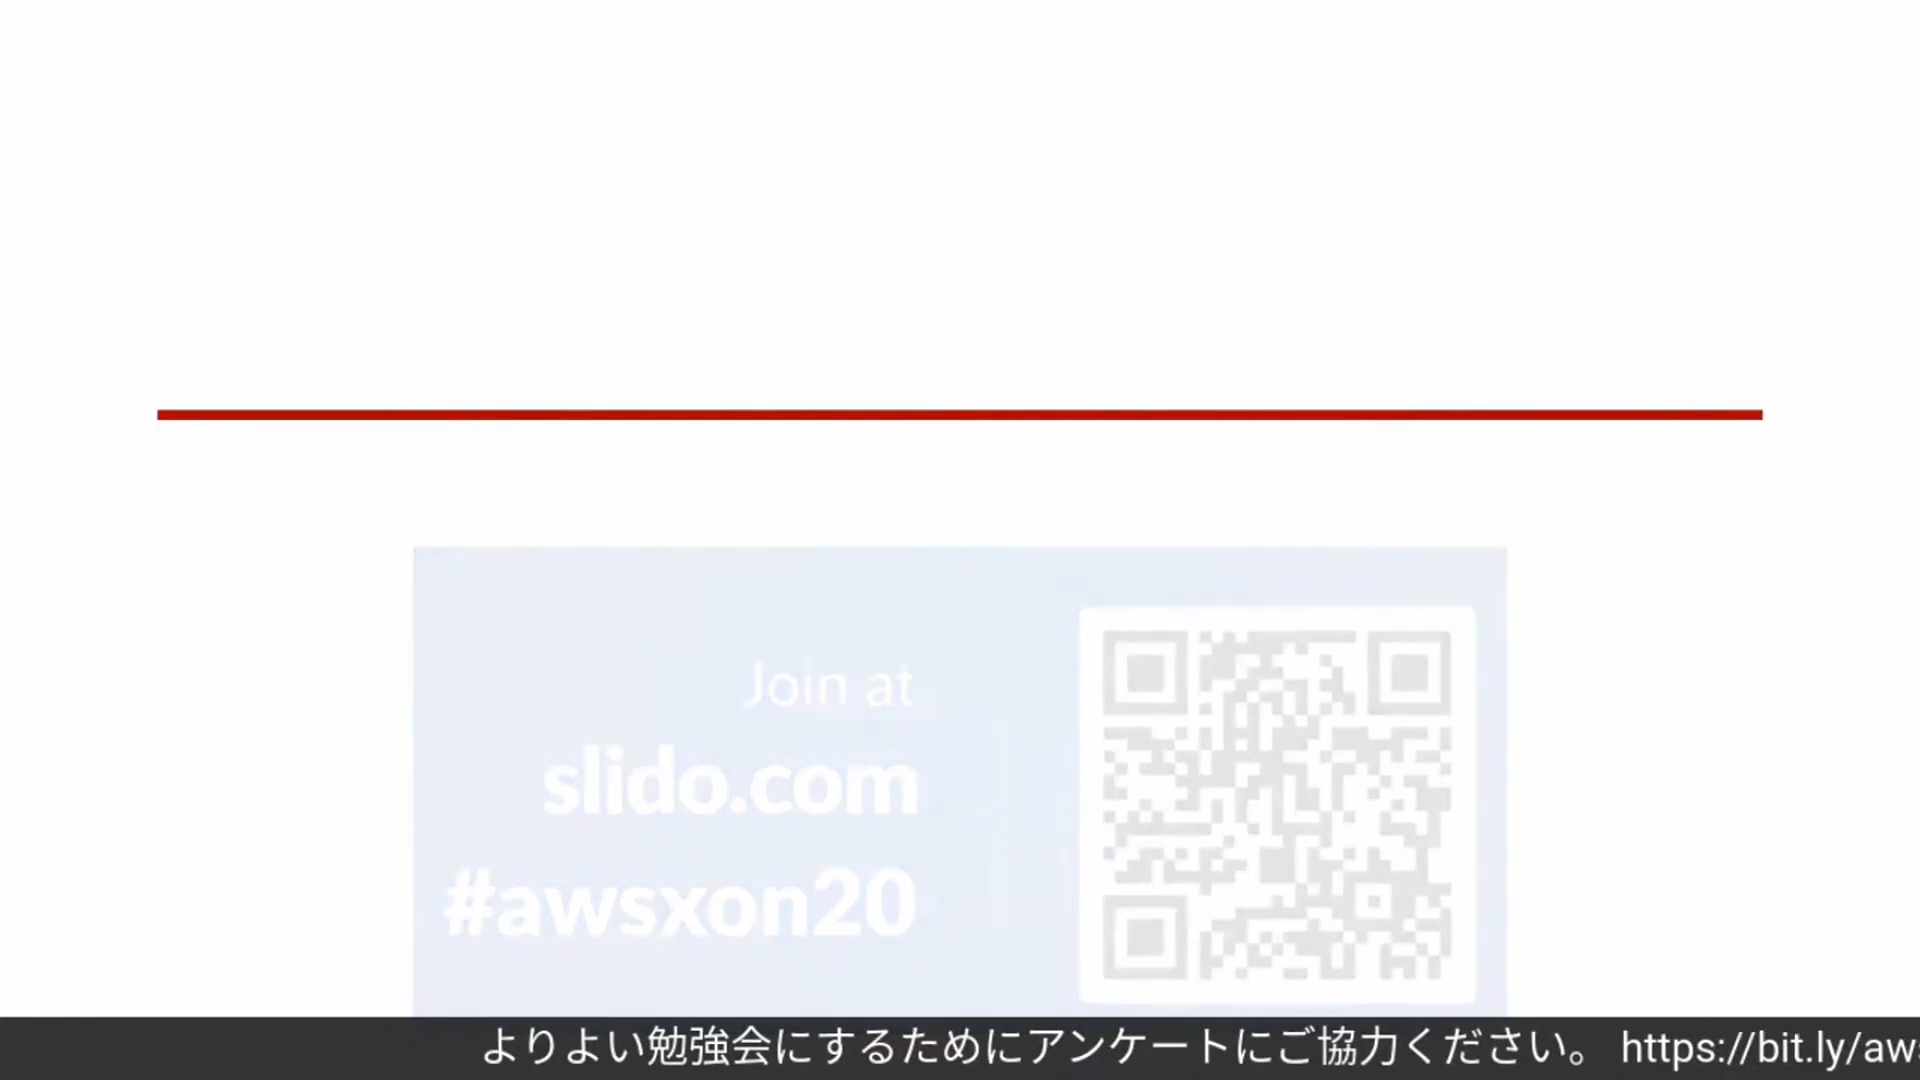 Join at
slido.com
#awsxon20
よりよい勉強会にするためにアンケートにご協力ください。 https://bit.ly/aws